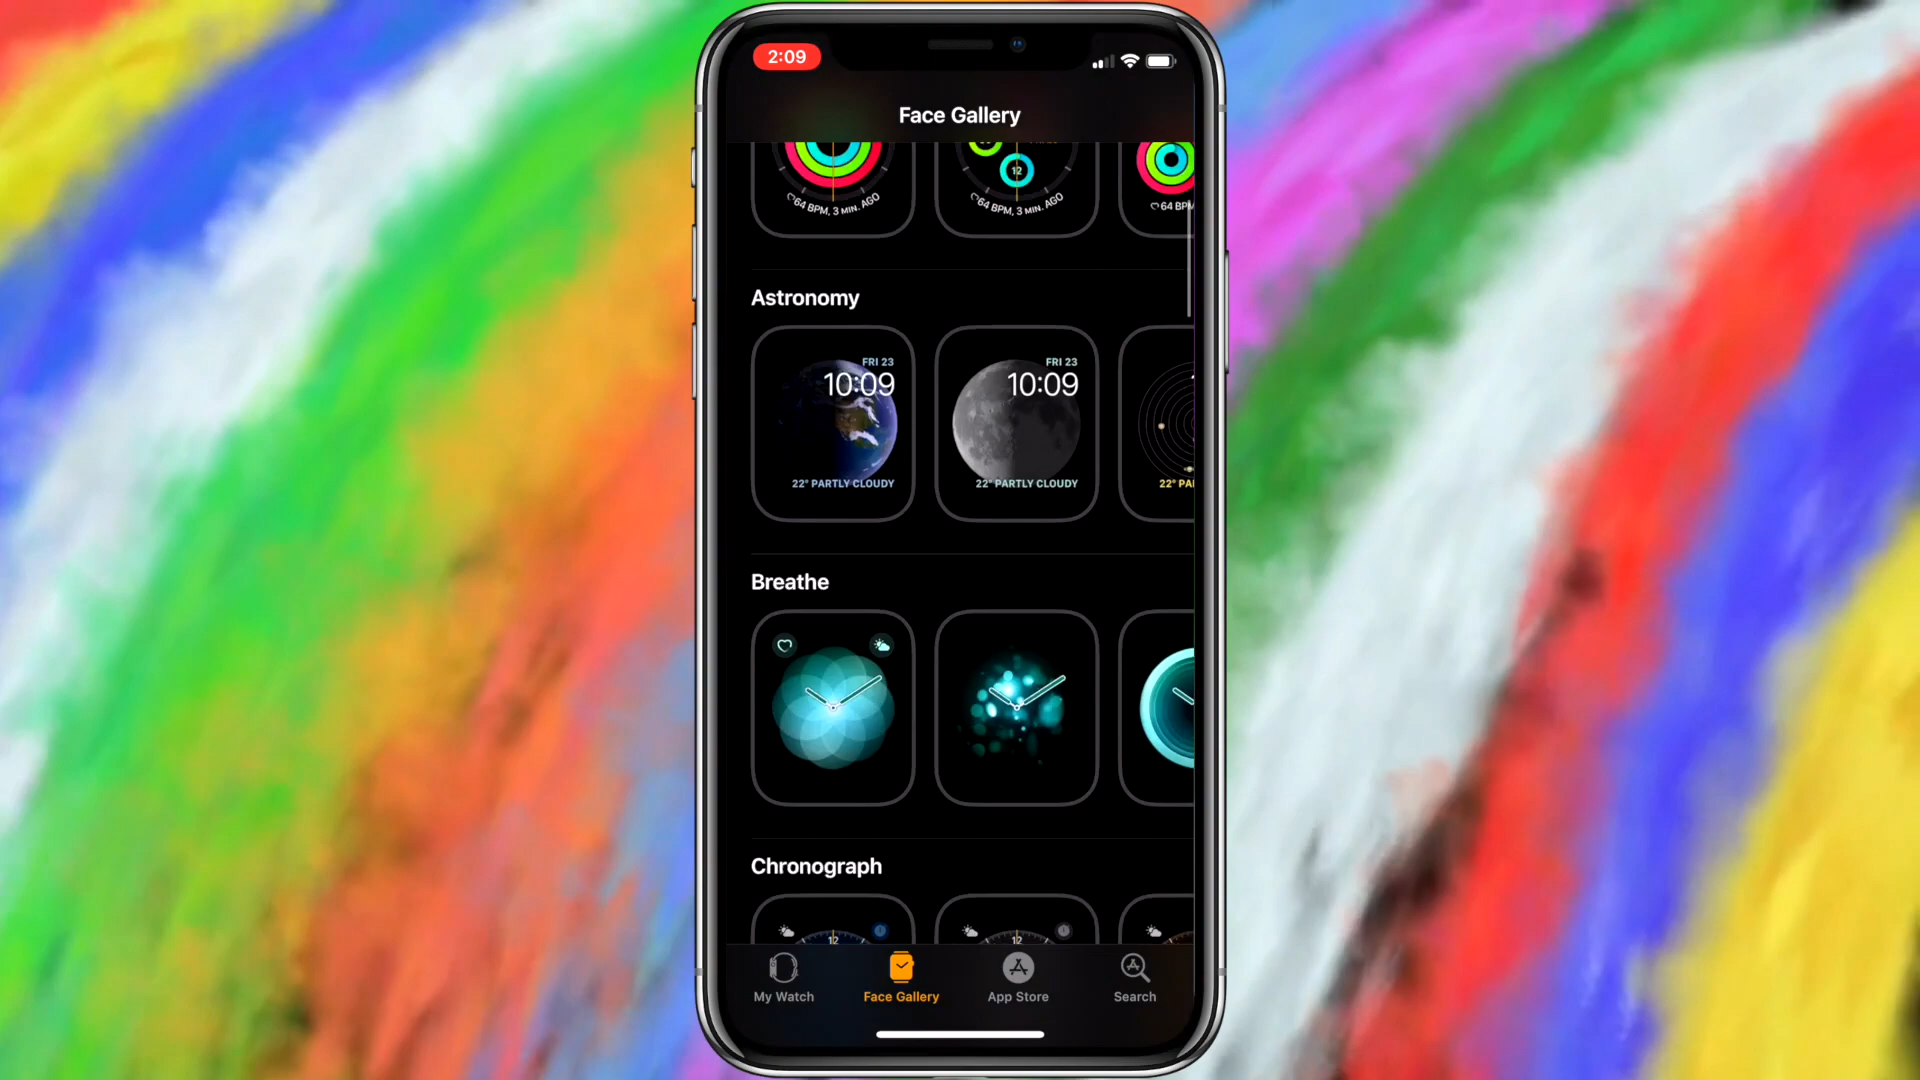 2:09
Face Gallery
12
64 BPM, 3 MIN. AGO
64 BPM, 3 MIN. AGO
64 BPM
Astronomy
FRI 23
10:09
22° PARTLY CLOUDY
FRI 23
10:09
22° PARTLY CLOUDY
22° PAR
Breathe
Chronograph
12
12
My Watch
Face Gallery
App Store
Search